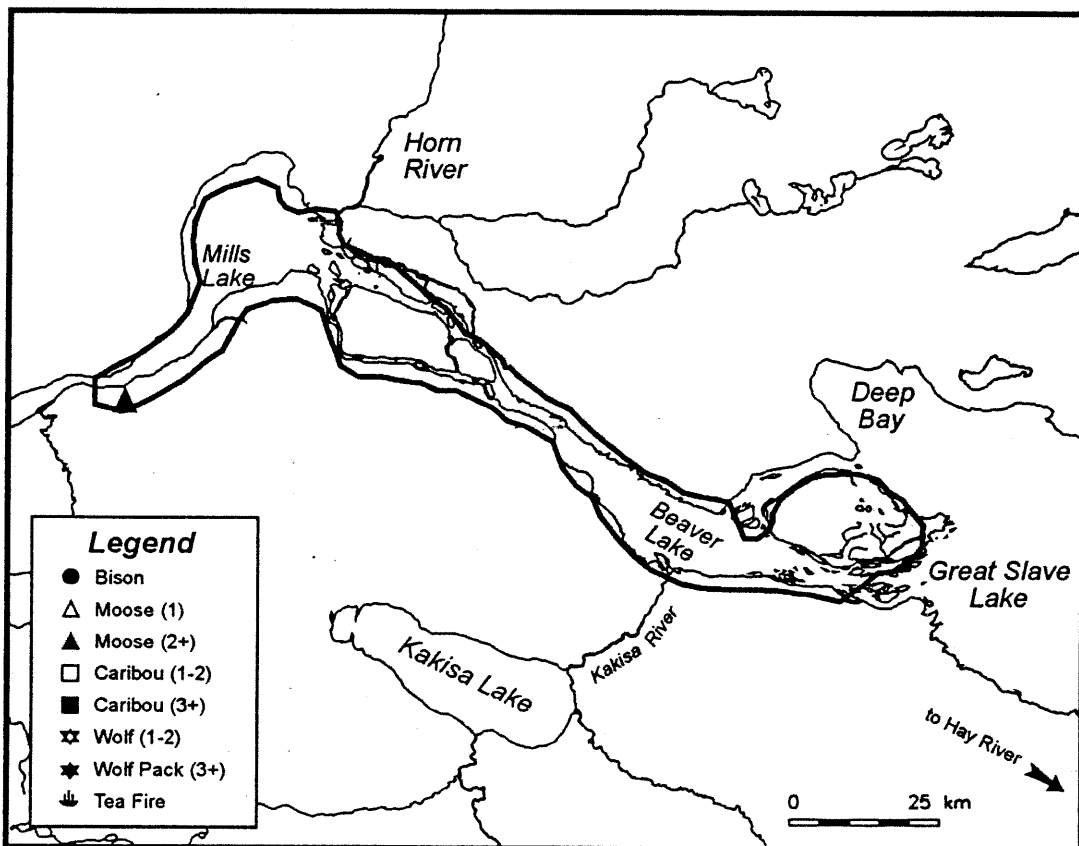 Horn
River
Mills
Lake
Deep
Bay
Beaver
Lake
Great Slave
Lake
Kakisa River
Kakisa Lake
to Hay River
0 25 km
Legend
Bison
Moose (1)
Moose (2+)
Caribou (1-2)
Caribou (3+)
Wolf (1-2)
Wolf Pack (3+)
Tea Fire